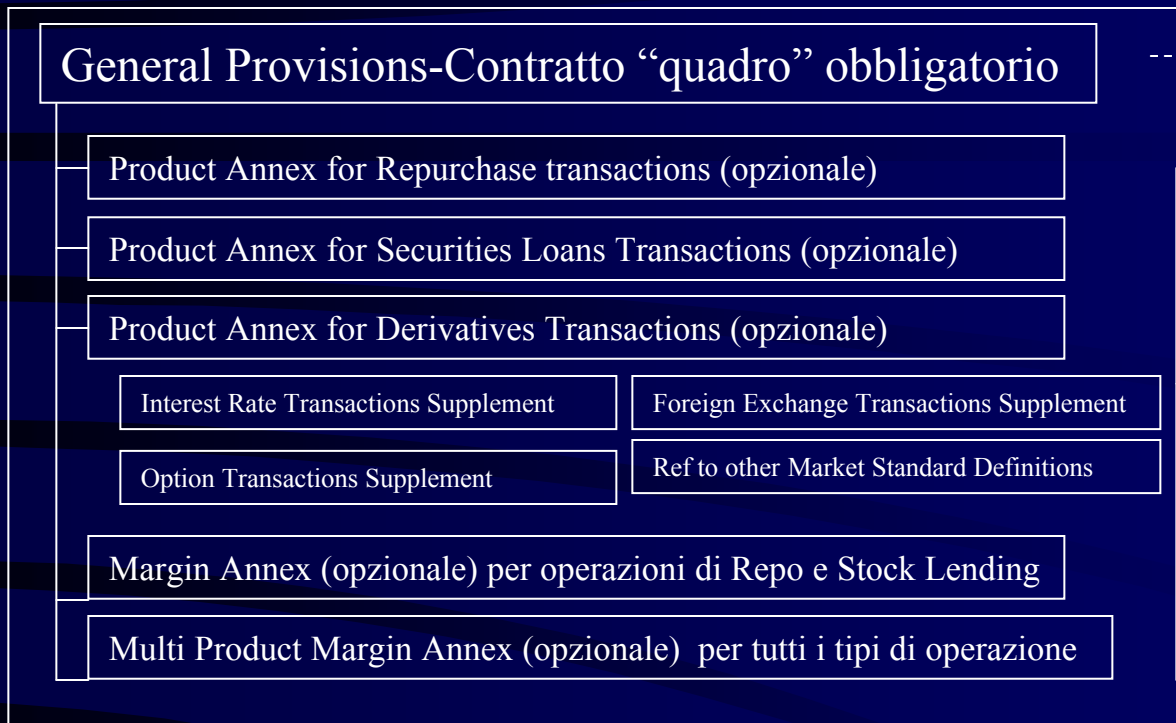 General Provisions-Contratto “quadro” obbligatorio
Product Annex for Repurchase transactions (opzionale)
Product Annex for Securities Loans Transactions (opzionale)
Product Annex for Derivatives Transactions (opzionale)
Interest Rate Transactions Supplement
Foreign Exchange Transactions Supplement
Option Transactions Supplement
Ref to other Market Standard Definitions
Margin Annex (opzionale) per operazioni di Repo e Stock Lending
Multi Product Margin Annex (opzionale) per tutti i tipi di operazione